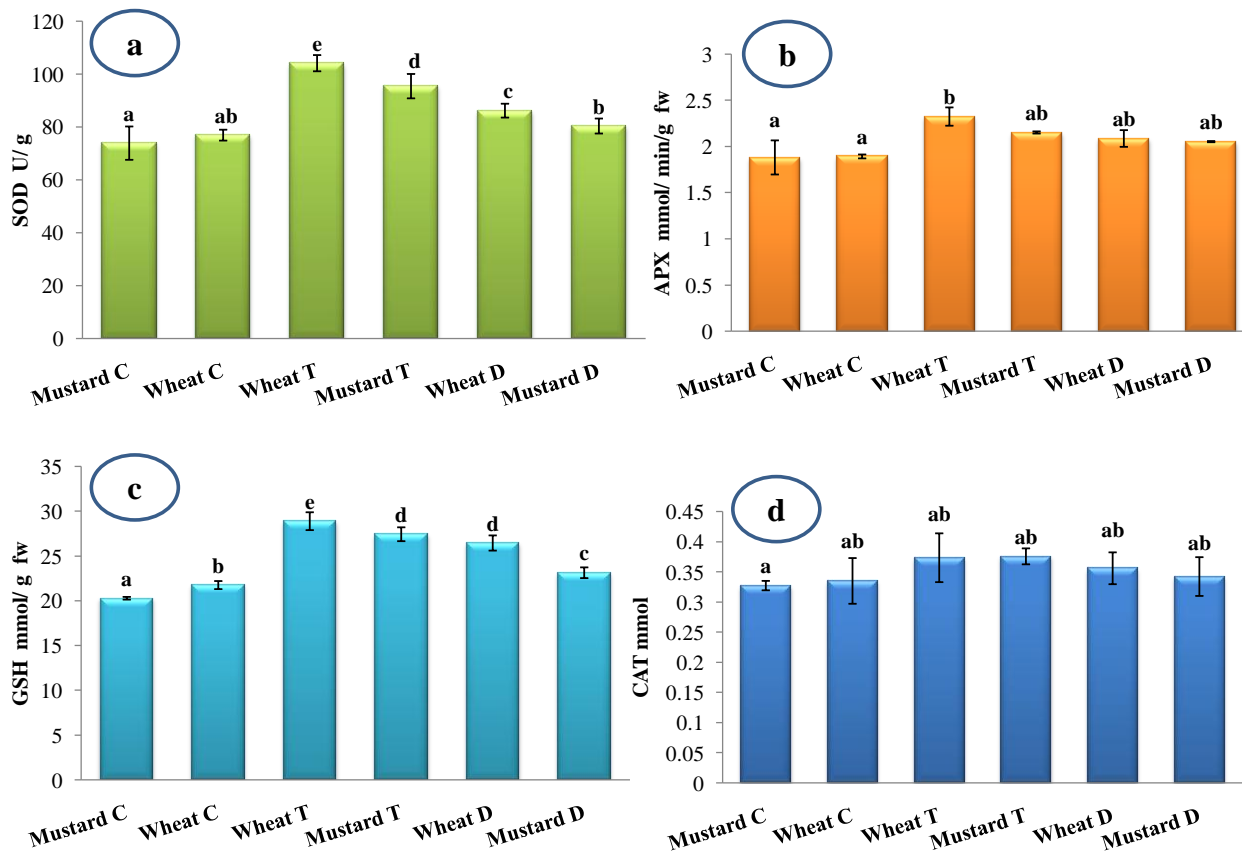 a
120
100
80
60
40
20
0
SOD U/ g
a
ab
e
d
c
b
Mustard C
Wheat C
Wheat T
Mustard T
Wheat D
Mustard D
b
3
2.5
2
1.5
1
0.5
0
APX mmol/ min/g fw
a
a
b
ab
ab
ab
Mustard C
Wheat C
Wheat T
Mustard T
Wheat D
Mustard D
c
35
30
25
20
15
10
5
0
GSH mmol/ g fw
a
b
e
d
d
c
Mustard C
Wheat C
Wheat T
Mustard T
Wheat D
Mustard D
d
0.45
0.4
0.35
0.3
0.25
0.2
0.15
0.1
0.05
0
CAT mmol
a
ab
ab
ab
ab
ab
Mustard C
Wheat C
Wheat T
Mustard T
Wheat D
Mustard D